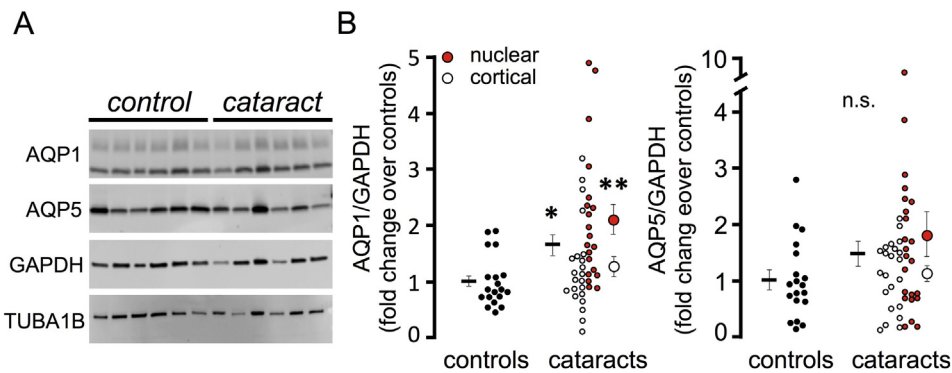 A
control cataract
AQP1
AQP5
GAPDH
TUBA1B
B
AQP1/GAPDH
(fold change over controls)
5
4
3
2
1
0
nuclear
cortical
*
**
controls cataracts
AQP5/GAPDH
(fold chang eover controls)
10
4
3
2
1
0
n.s.
controls cataracts